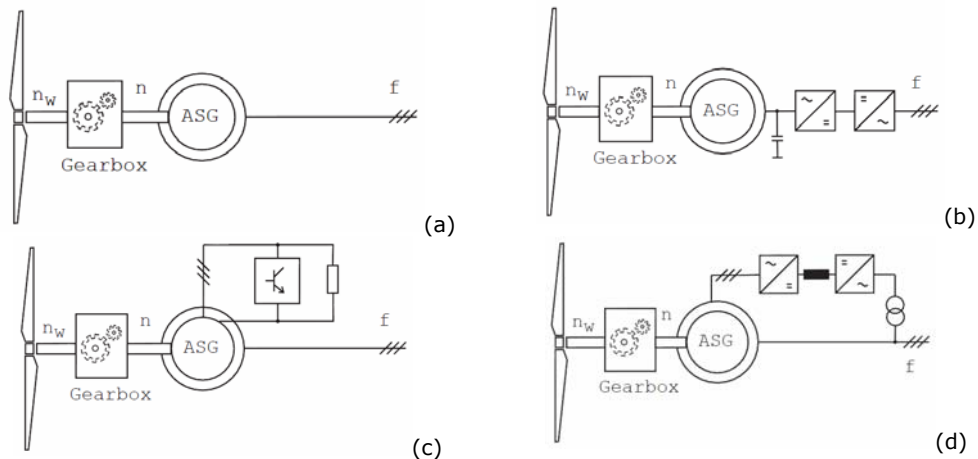 n_w n ASG f
Gearbox
(a)
n_w n ASG ~ = = ~ f
Gearbox
(b)
n_w n ASG f
Gearbox
(c)
n_w n ASG ~ = = ~ f
Gearbox
(d)